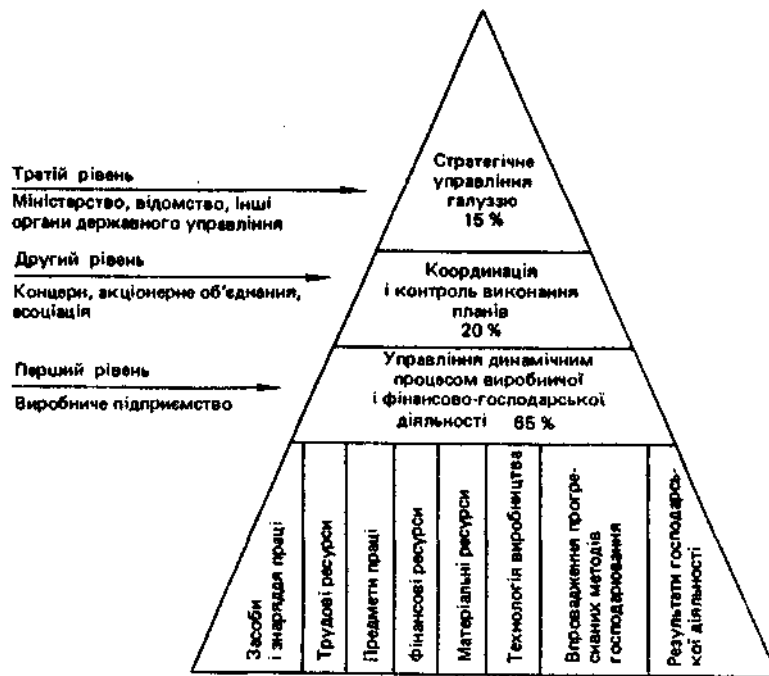 Третій рівень
Міністерство, відомство, інші
органи державного управління
Другий рівень
Концерн, акціонерне об'єднання,
асоціація
Перший рівень
Виробниче підприємство
Стратегічне
управління
галуззю
15 %
Координація
і контроль виконання
планів
20 %
Управління динамічним
процесом виробничої
і фінансово-господарської
діяльності 65 %
Засоби
і знаряддя праці
Трудові ресурси
Предмети праці
Фінансові ресурси
Матеріальні ресурси
Технологія виробництва
Впровадження прогре-
сивних методів
господарювання
Результати господарсь-
кої діяльності